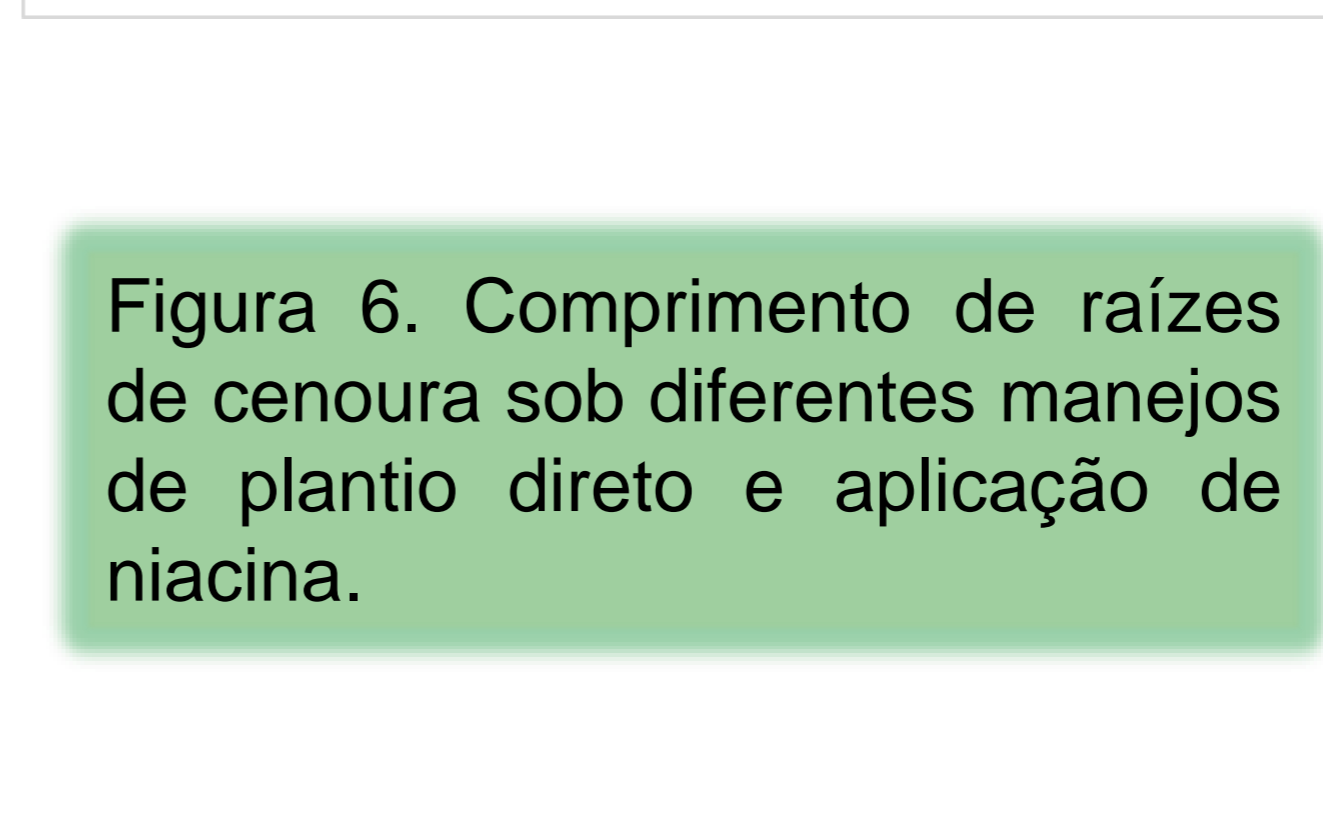 Figura 6. Comprimento de raízes
de cenoura sob diferentes manejos
de plantio direto e aplicação de
niacina.